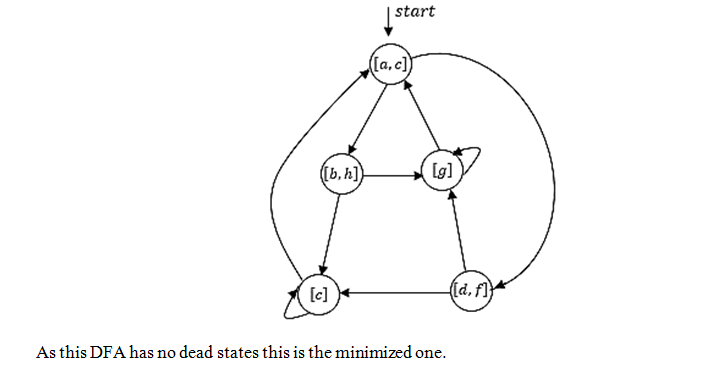 start
[a, c]
[b, h]
[g]
[c]
[d, f]
As this DFA has no dead states this is the minimized one.